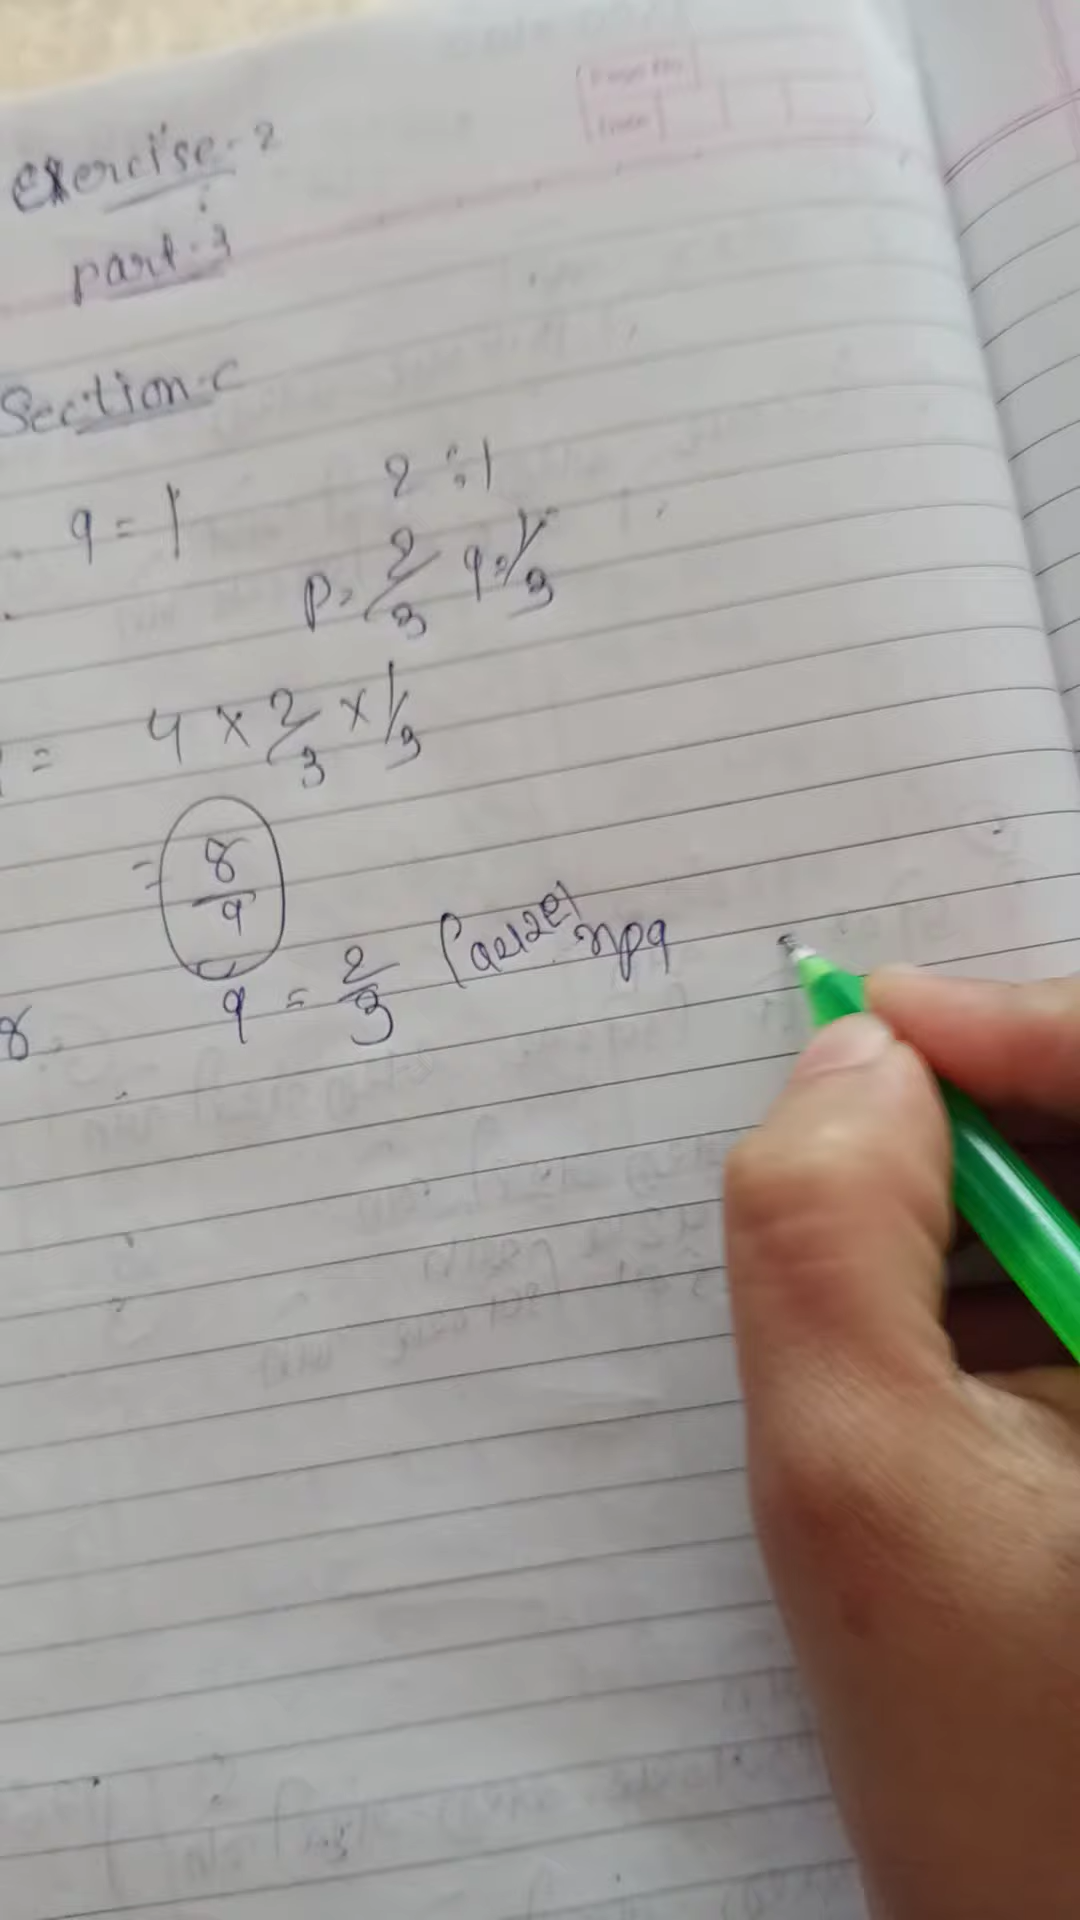 Exercise-2
part-3
Section-C
2 : 1
q = 1
P = 2/3 q = 1/3
= 4 × 2/3 × 1/3
= 8/9
8. q = 2/3 npq